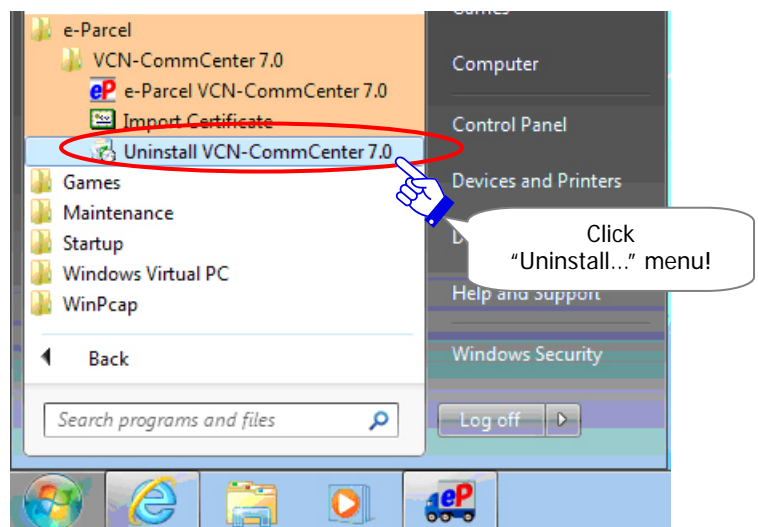 e-Parcel
VCN-CommCenter 7.0
eP e-Parcel VCN-CommCenter 7.0
Import Certificate
Uninstall VCN-CommCenter 7.0
Games
Maintenance
Startup
Windows Virtual PC
WinPcap
Back
Search programs and files
Games
Computer
Control Panel
Devices and Printers
D
Click
“Uninstall...” menu!
Help and Support
Windows Security
Log off
eP